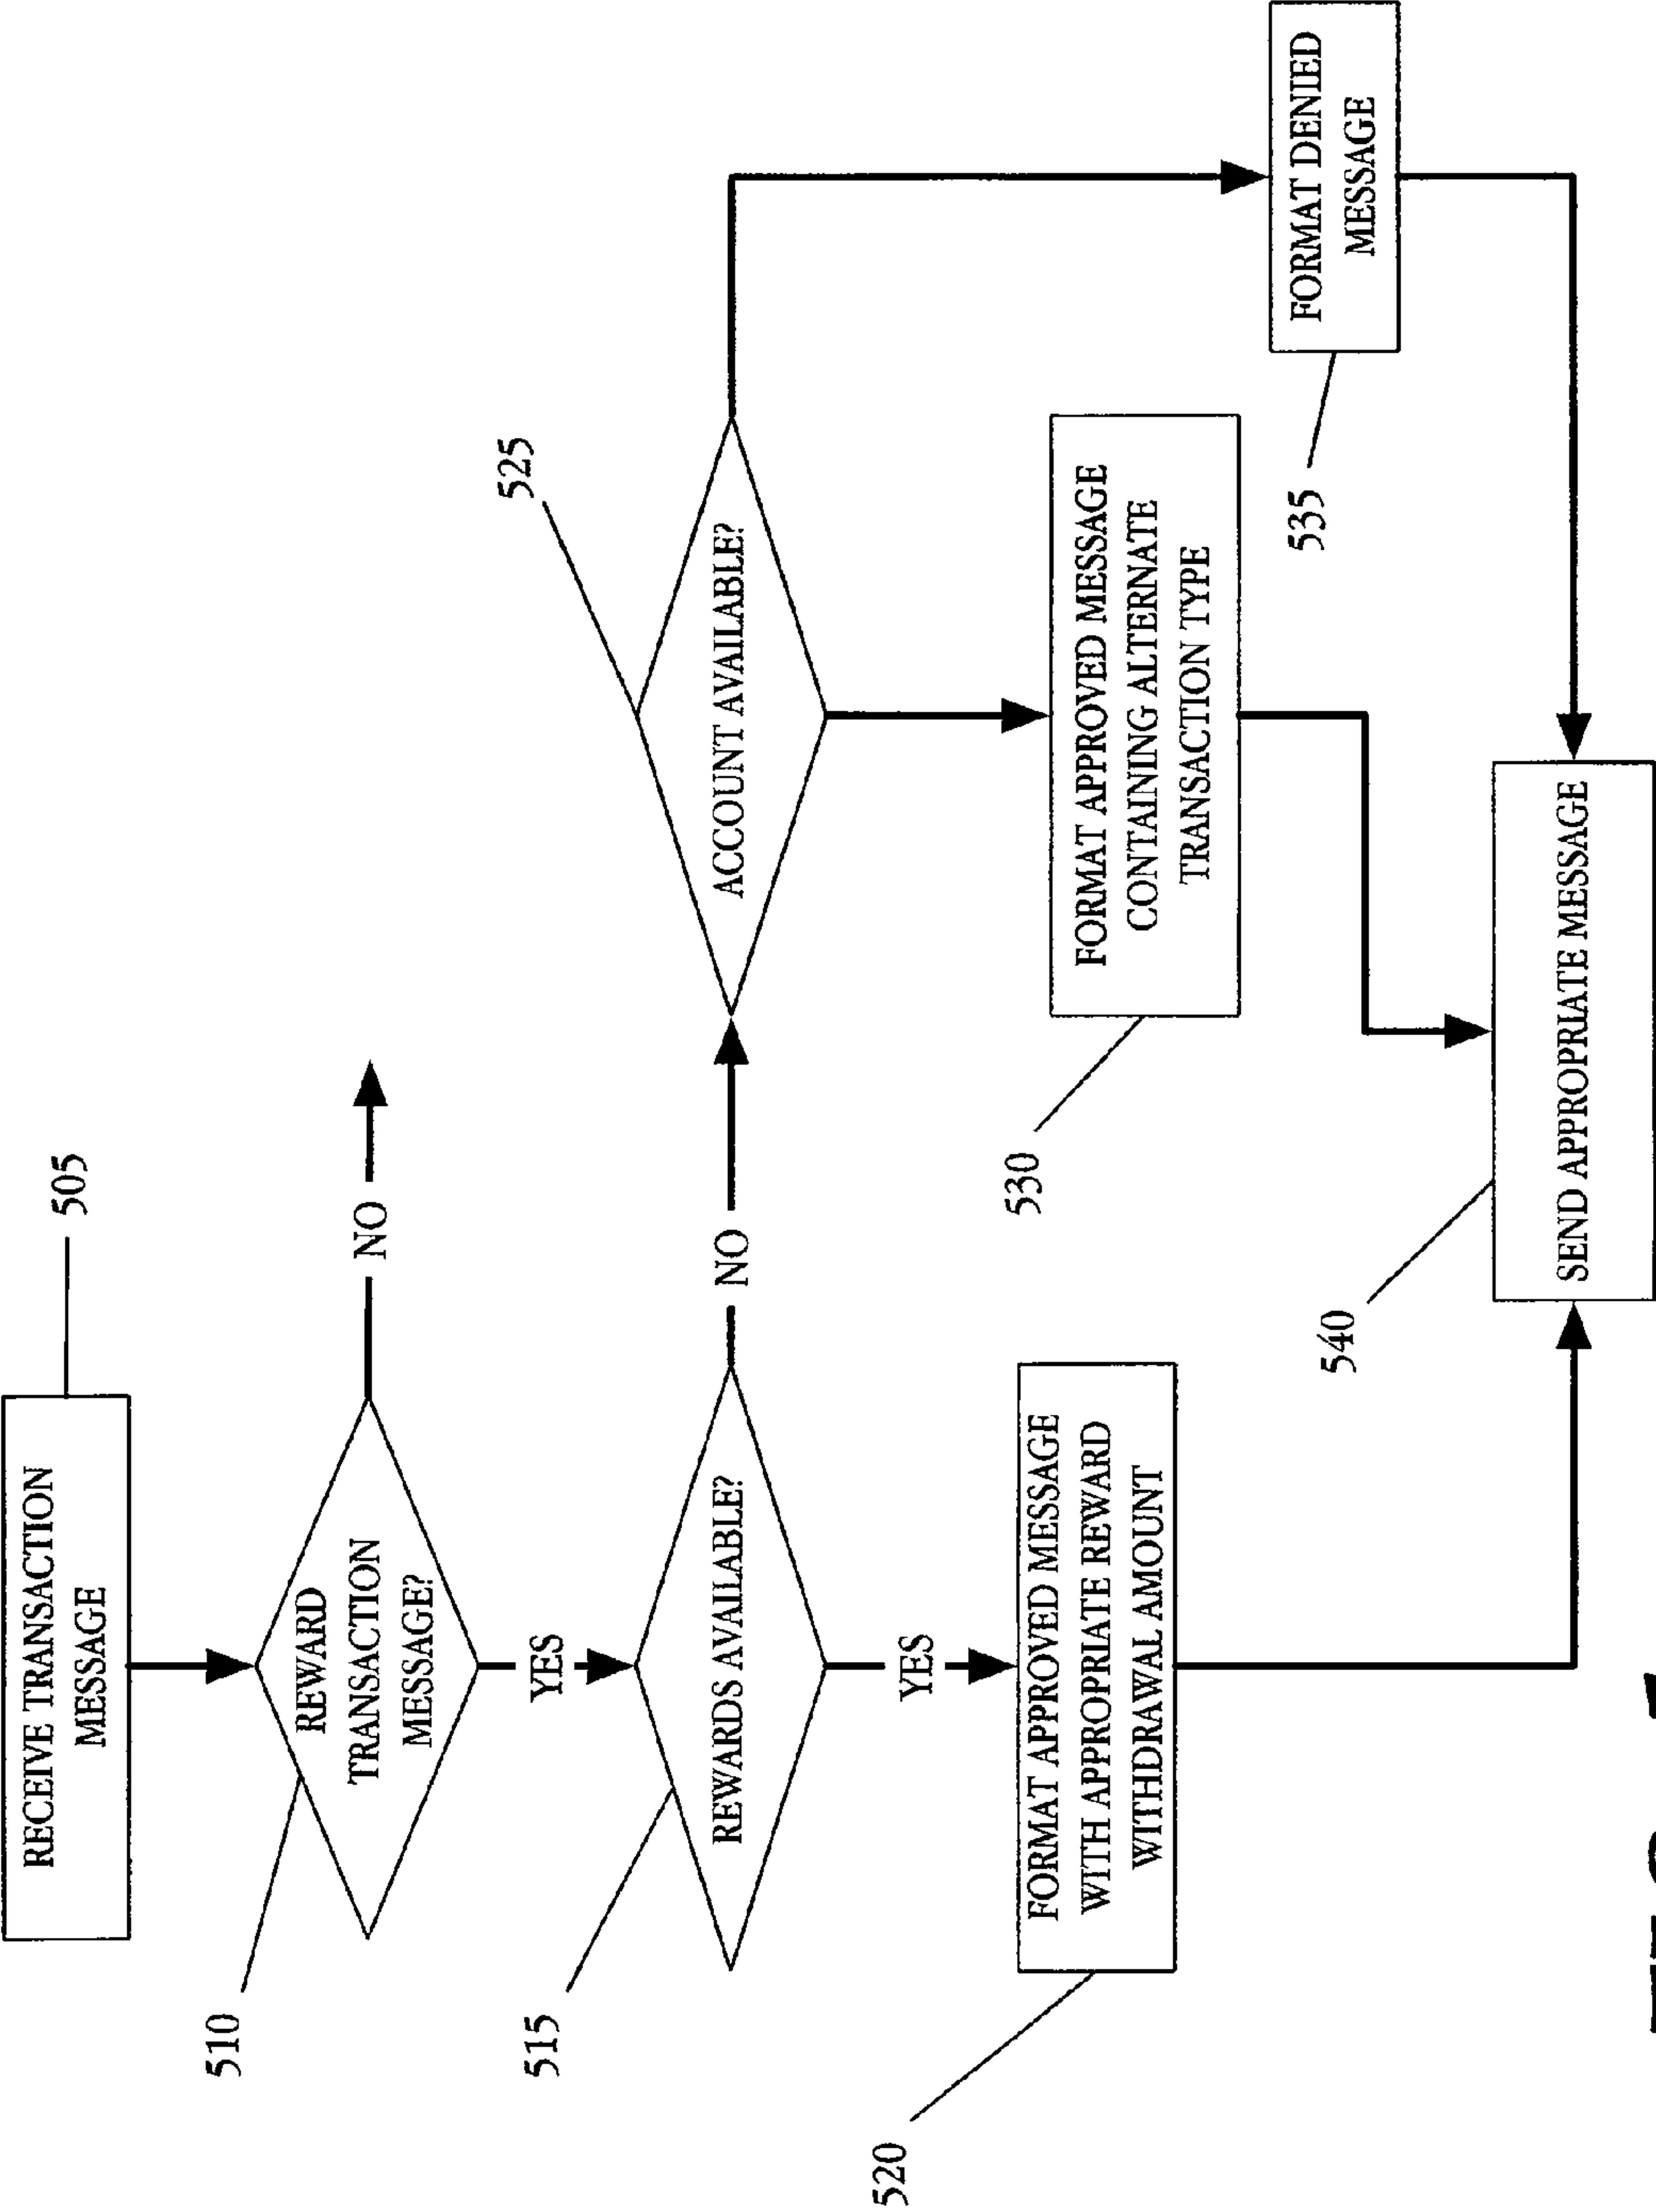 RECEIVE TRANSACTION
MESSAGE
505
510
REWARD
TRANSACTION
MESSAGE?
NO
YES
515
REWARDS AVAILABLE?
NO
525
ACCOUNT AVAILABLE?
YES
520
FORMAT APPROVED MESSAGE
WITH APPROPRIATE REWARD
WITHDRAWAL AMOUNT
530
FORMAT APPROVED MESSAGE
CONTAINING ALTERNATE
TRANSACTION TYPE
535
FORMAT DENIED
MESSAGE
540
SEND APPROPRIATE MESSAGE